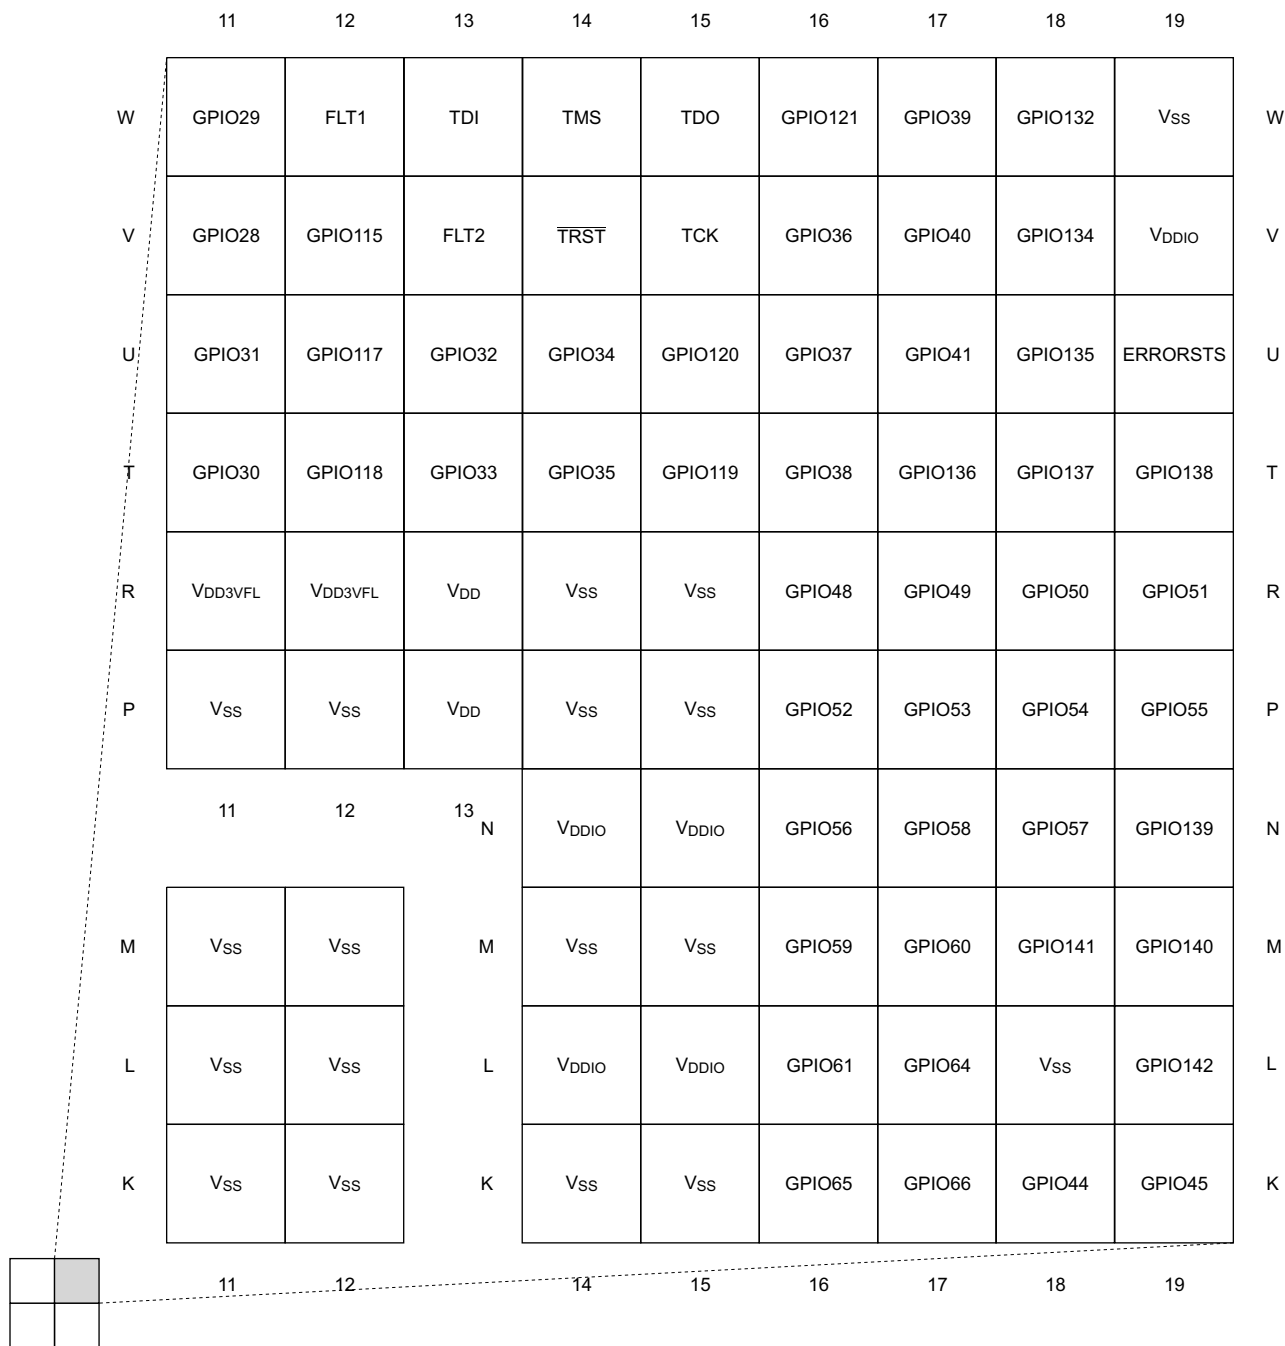 11 12 13 14 15 16 17 18 19
W GPIO29 FLT1 TDI TMS TDO GPIO121 GPIO39 GPIO132 VSS W
V GPIO28 GPIO115 FLT2 TRST TCK GPIO36 GPIO40 GPIO134 VDDIO V
U GPIO31 GPIO117 GPIO32 GPIO34 GPIO120 GPIO37 GPIO41 GPIO135 ERRORSTS U
T GPIO30 GPIO118 GPIO33 GPIO35 GPIO119 GPIO38 GPIO136 GPIO137 GPIO138 T
R VDD3VFL VDD3VFL VDD VSS VSS GPIO48 GPIO49 GPIO50 GPIO51 R
P VSS VSS VDD VSS VSS GPIO52 GPIO53 GPIO54 GPIO55 P
11 12 13 N VDDIO VDDIO GPIO56 GPIO58 GPIO57 GPIO139 N
M VSS VSS M VSS VSS GPIO59 GPIO60 GPIO141 GPIO140 M
L VSS VSS L VDDIO VDDIO GPIO61 GPIO64 VSS GPIO142 L
K VSS VSS K VSS VSS GPIO65 GPIO66 GPIO44 GPIO45 K
11 12 14 15 16 17 18 19